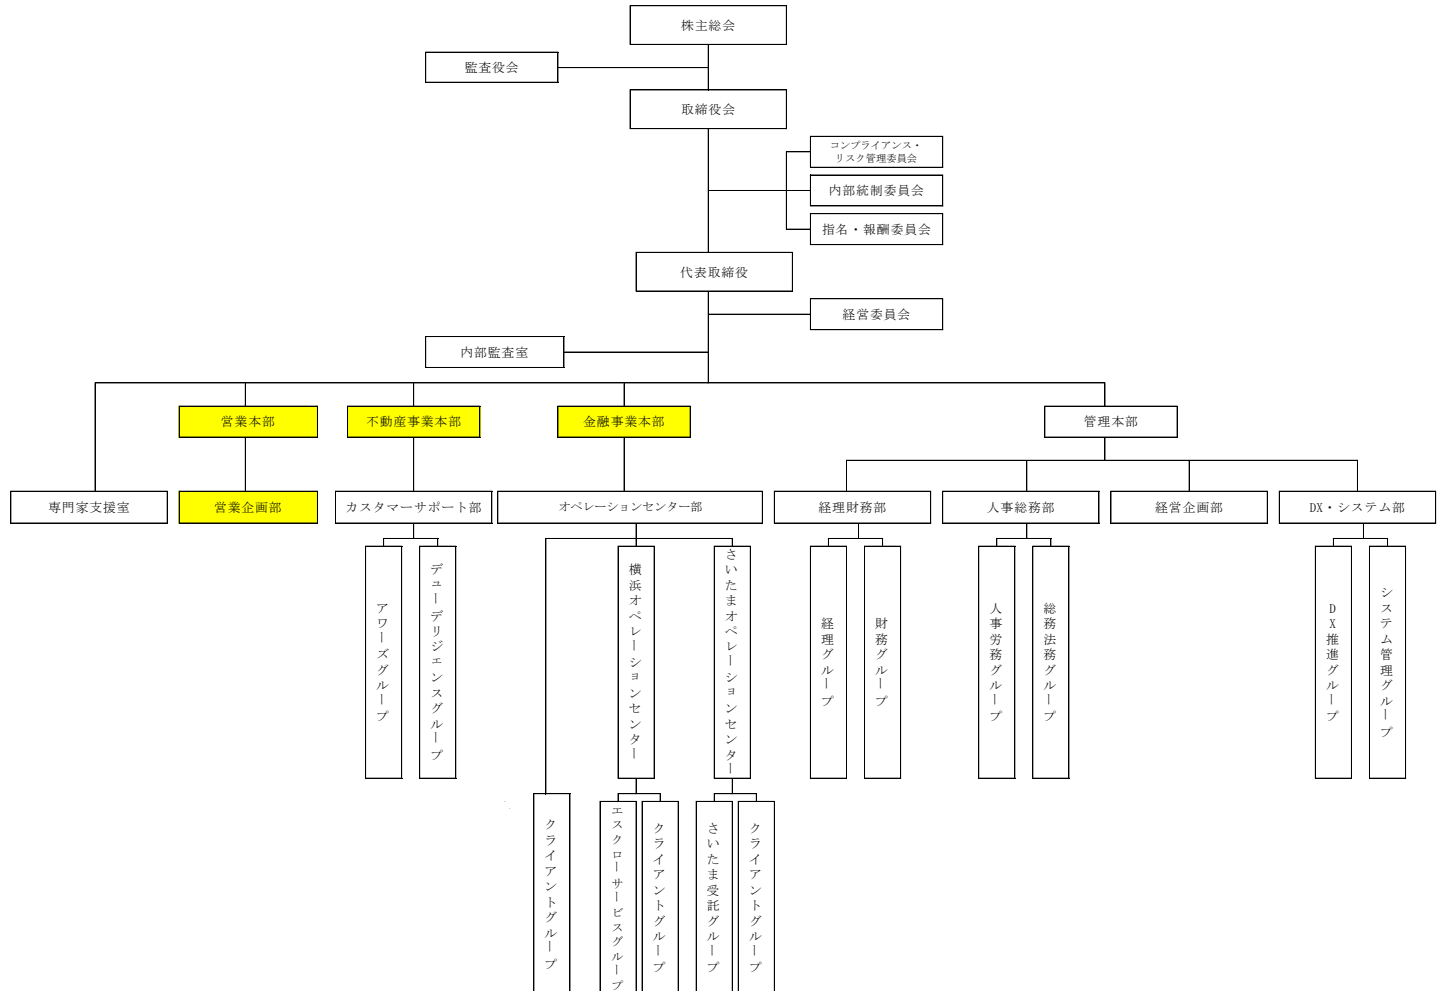 株主総会
監査役会
取締役会
コンプライアンス・
リスク管理委員会
内部統制委員会
指名・報酬委員会
代表取締役
経営委員会
内部監査室
営業本部
不動産事業本部
金融事業本部
管理本部
専門家支援室
営業企画部
カスタマーサポート部
オペレーションセンター部
経理財務部
人事総務部
経営企画部
DX・システム部
アワーズグループ
デューデリジェンスグループ
横浜オペレーションセンター
さいたまオペレーションセンター
経理グループ
財務グループ
人事労務グループ
総務法務グループ
DX推進グループ
システム管理グループ
クライアントグループ
エスクローサービスグループ
クライアントグループ
さいたま受託グループ
クライアントグループ